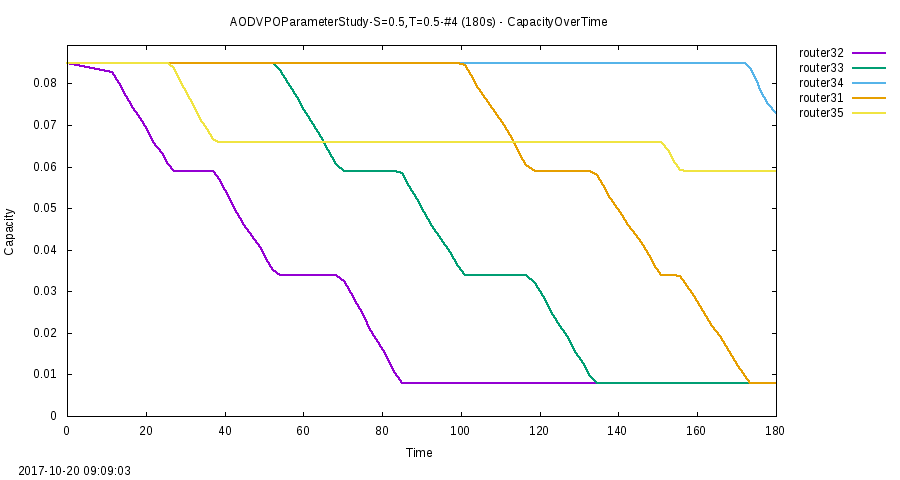 AODVPOParameterStudy-S=0.5,T=0.5-#4 (180s) - CapacityOverTime
router32
router33
router34
router31
router35
0.08
0.07
0.06
0.05
0.04
0.03
0.02
0.01
0
Capacity
0 20 40 60 80 100 120 140 160 180
Time
2017-10-20 09:09:03